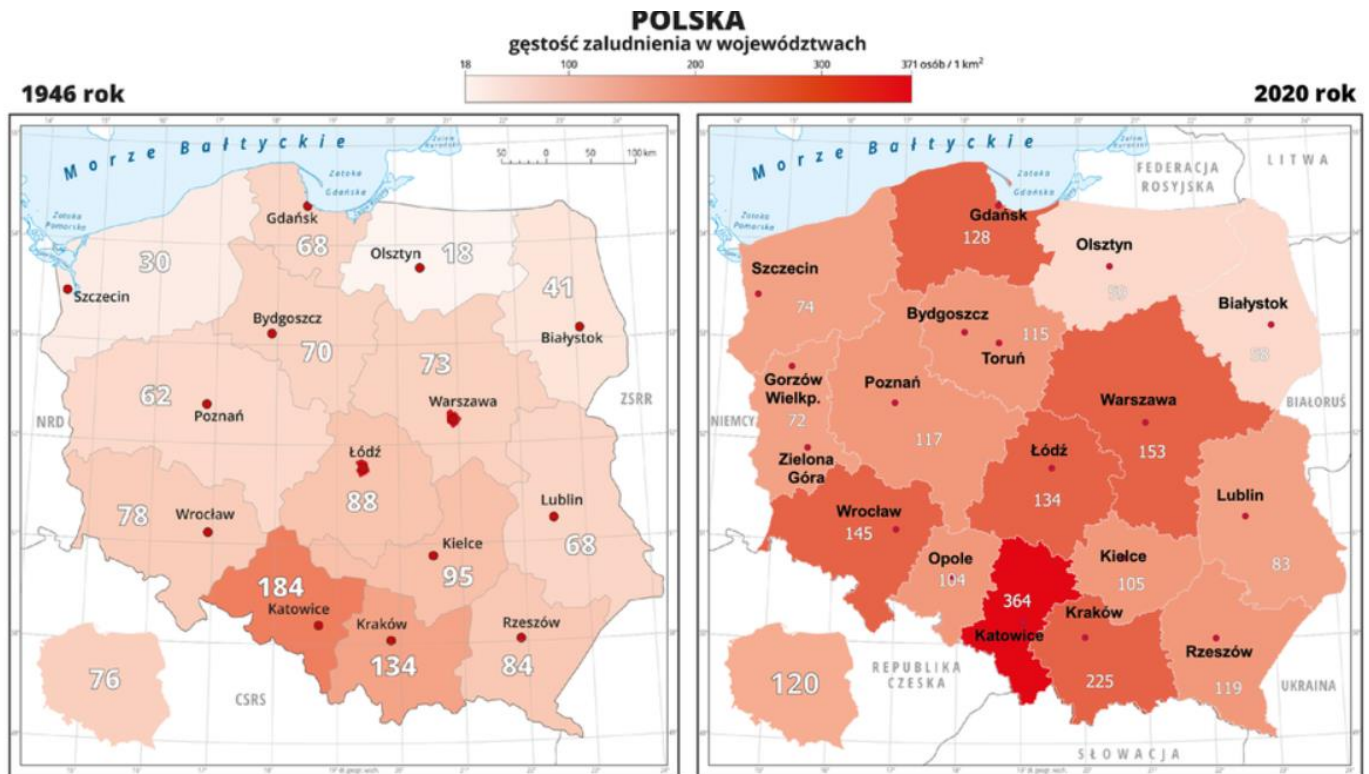 POLSKA
gęstość zaludnienia w województwach
18 100 200 300 371 osób / 1 km²
1946 rok
2020 rok
Morze Bałtyckie
Zatoka
Gdańska
Zatoka
Pomorska
50 0 50 100 km
Gdańsk
68
Olsztyn
18
30
Szczecin
41
Białystok
Bydgoszcz
70
73
Warszawa
62
Poznań
NRD
ZSRR
Łódź
88
Lublin
68
78
Wrocław
Kielce
95
184
Katowice
Kraków
134
Rzeszów
84
76
CSRS
Morze Bałtyckie
Zatoka
Gdańska
Zatoka
Pomorska
FEDERACJA
ROSYJSKA
LITWA
Gdańsk
128
Olsztyn
Szczecin
74
Białystok
Bydgoszcz
115
Toruń
Gorzów
Wielkp.
72
Zielona
Góra
Poznań
117
NIEMCY
BIAŁORUŚ
Warszawa
153
Łódź
134
Lublin
83
Wrocław
145
Opole
104
Kielce
105
364
Katowice
Kraków
225
Rzeszów
119
120
REPUBLIKA
CZESKA
UKRAINA
SŁOWACJA